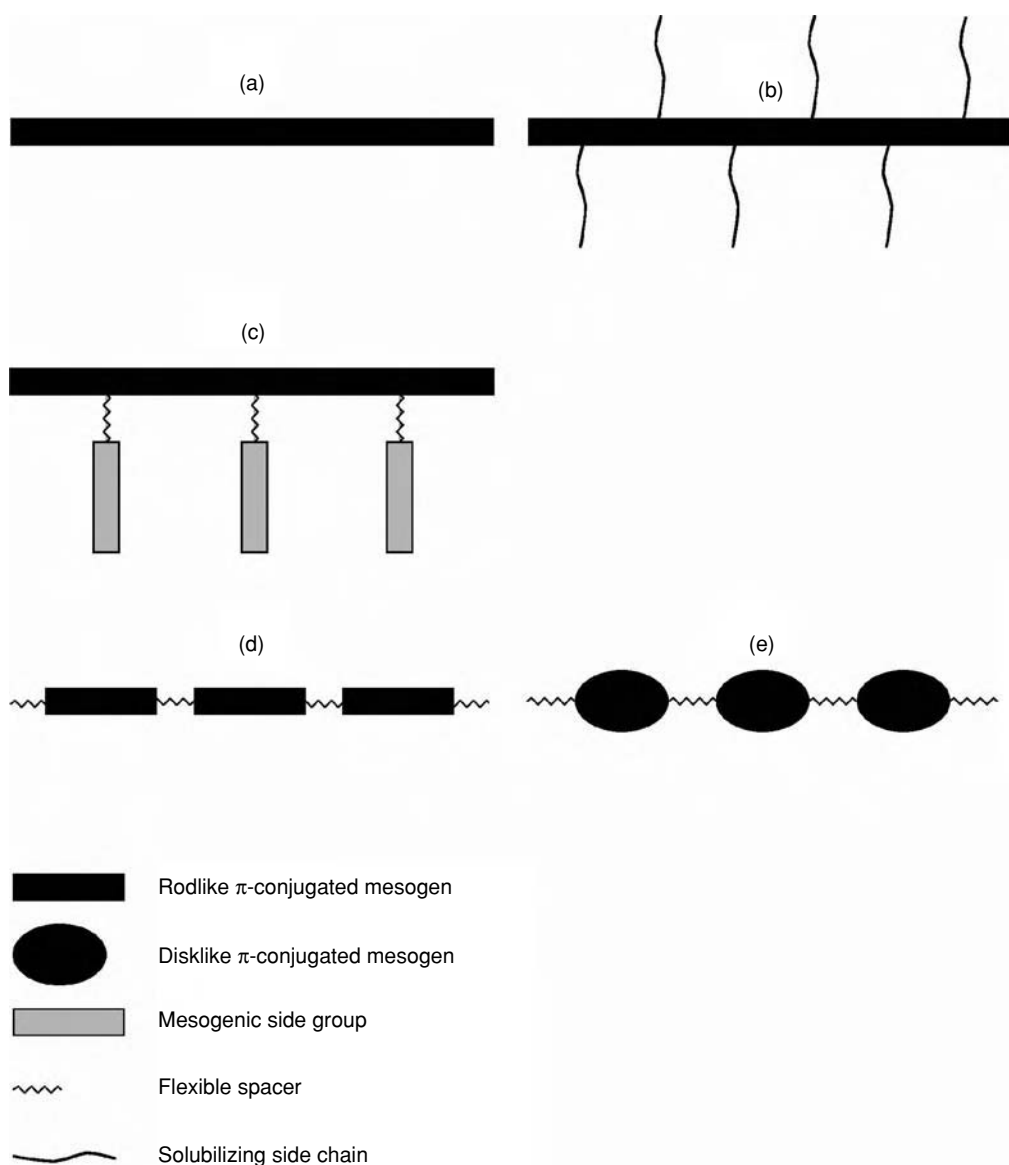 (a)
(b)
(c)
(d)
(e)
Rodlike π-conjugated mesogen
Disklike π-conjugated mesogen
Mesogenic side group
Flexible spacer
Solubilizing side chain